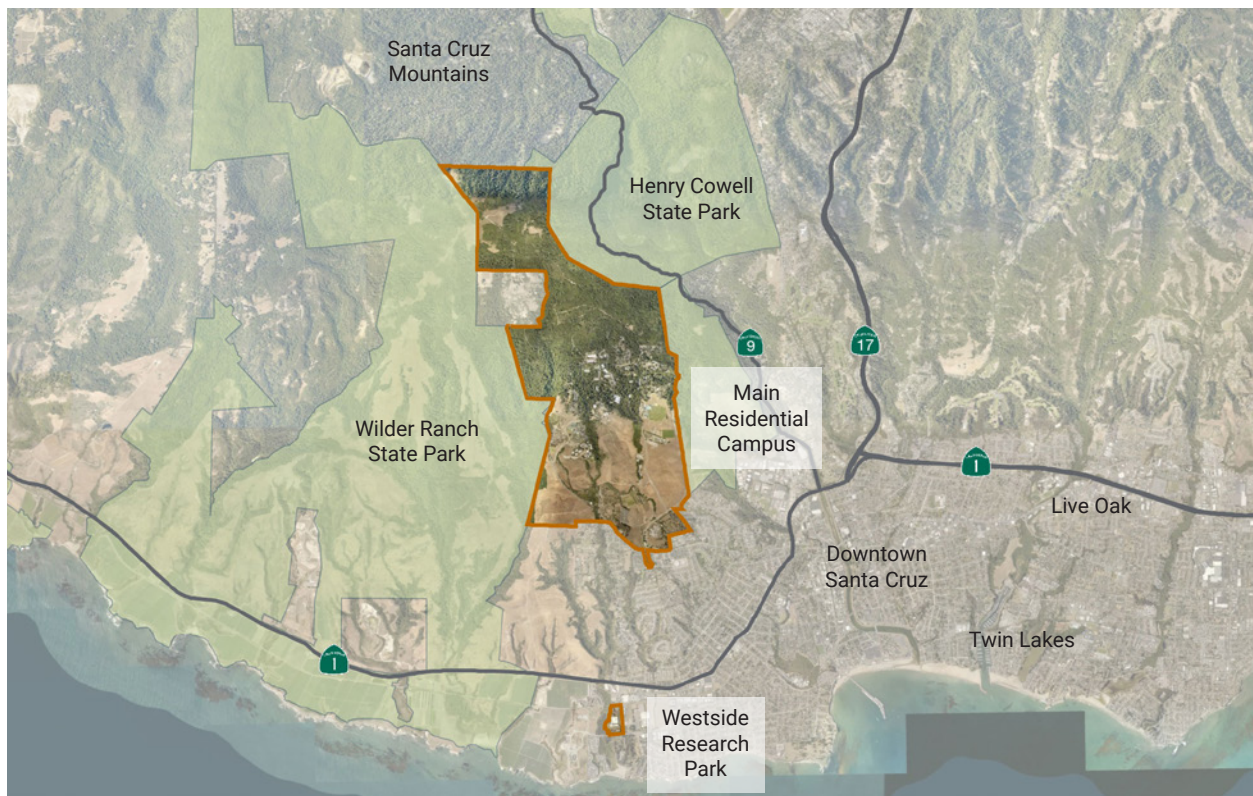 Santa Cruz
Mountains
Henry Cowell
State Park
9
17
Main
Residential
Campus
Wilder Ranch
State Park
1
Live Oak
Downtown
Santa Cruz
Twin Lakes
1
Westside
Research
Park